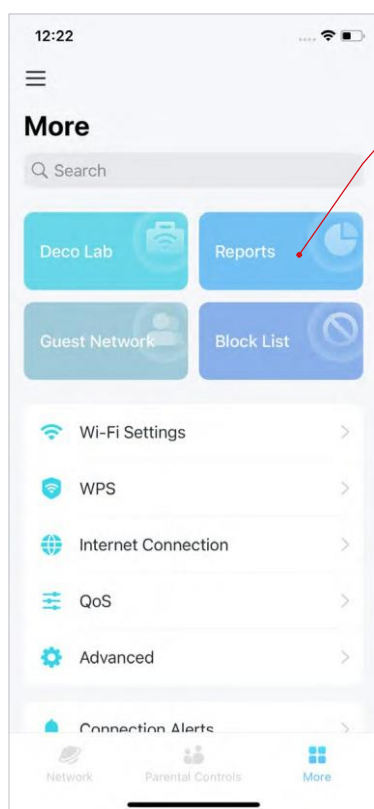 12:22
More
Search
Deco Lab
Reports
Guest Network
Block List
Wi-Fi Settings
WPS
Internet Connection
QoS
Advanced
Connection Alerts
Network
Parental Controls
More